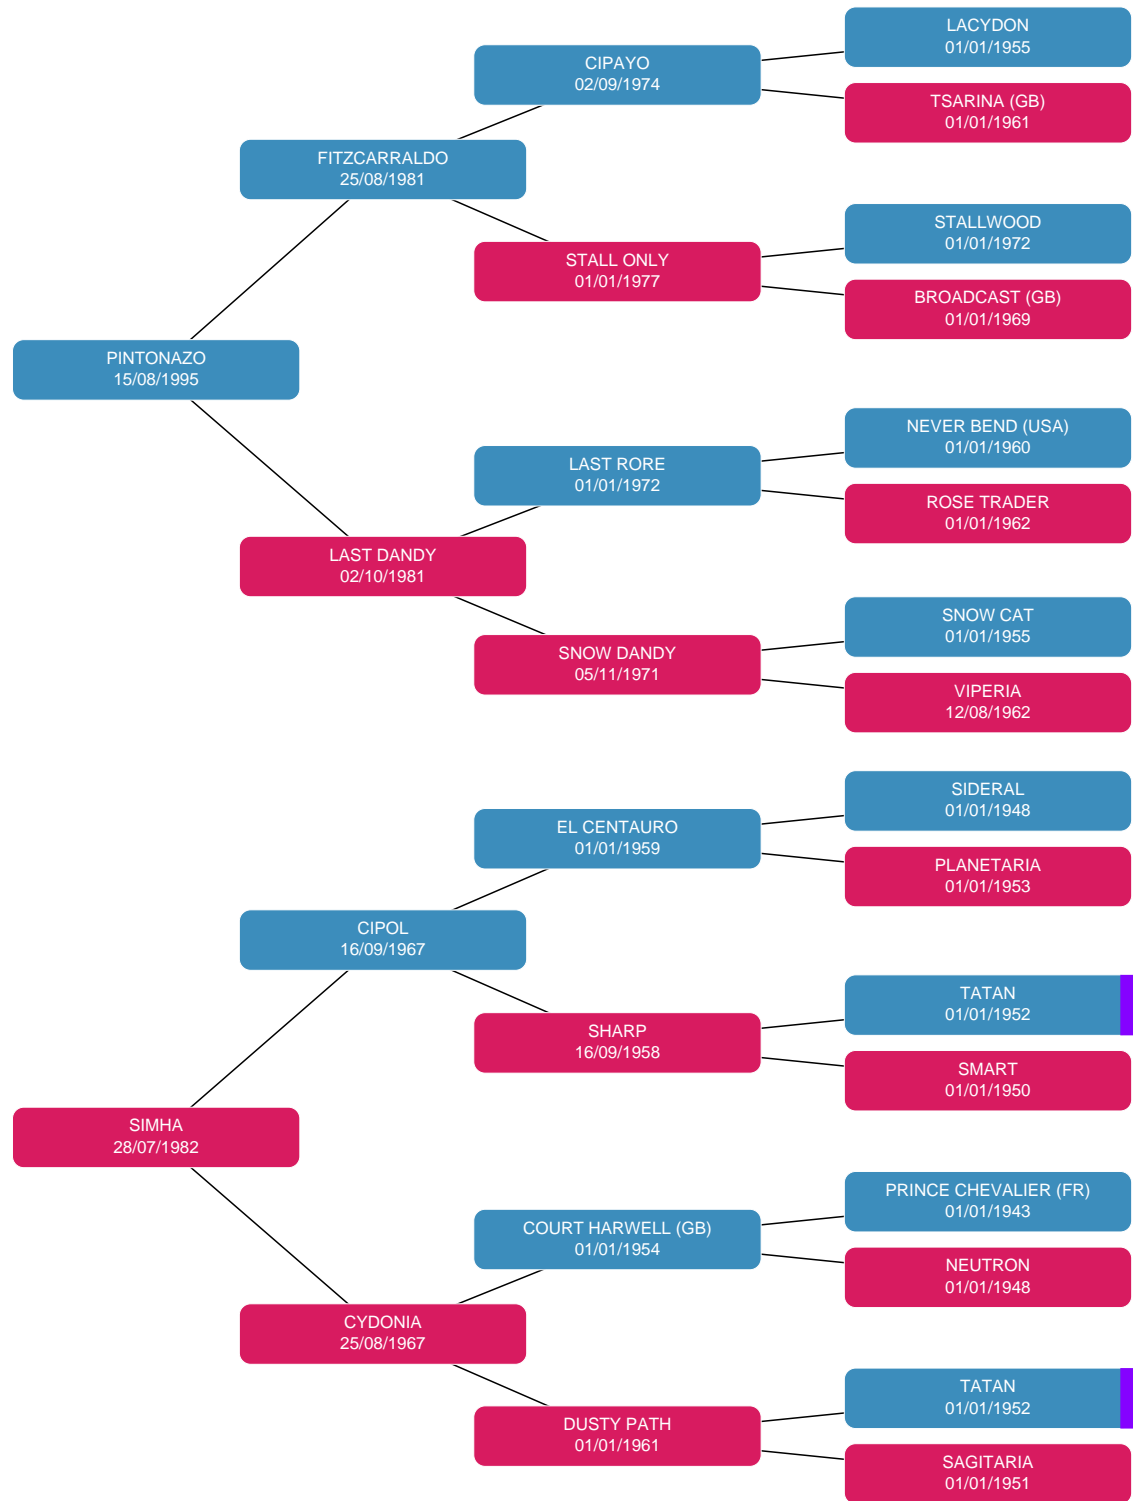 LACYDON
01/01/1955
CIPAYO
02/09/1974
TSARINA (GB)
01/01/1961
FITZCARRALDO
25/08/1981
STALLWOOD
01/01/1972
STALL ONLY
01/01/1977
BROADCAST (GB)
01/01/1969
PINTONAZO
15/08/1995
NEVER BEND (USA)
01/01/1960
LAST RORE
01/01/1972
ROSE TRADER
01/01/1962
LAST DANDY
02/10/1981
SNOW CAT
01/01/1955
SNOW DANDY
05/11/1971
VIPERIA
12/08/1962
SIDERAL
01/01/1948
EL CENTAURO
01/01/1959
PLANETARIA
01/01/1953
CIPOL
16/09/1967
TATAN
01/01/1952
SHARP
16/09/1958
SMART
01/01/1950
SIMHA
28/07/1982
PRINCE CHEVALIER (FR)
01/01/1943
COURT HARWELL (GB)
01/01/1954
NEUTRON
01/01/1948
CYDONIA
25/08/1967
TATAN
01/01/1952
DUSTY PATH
01/01/1961
SAGITARIA
01/01/1951